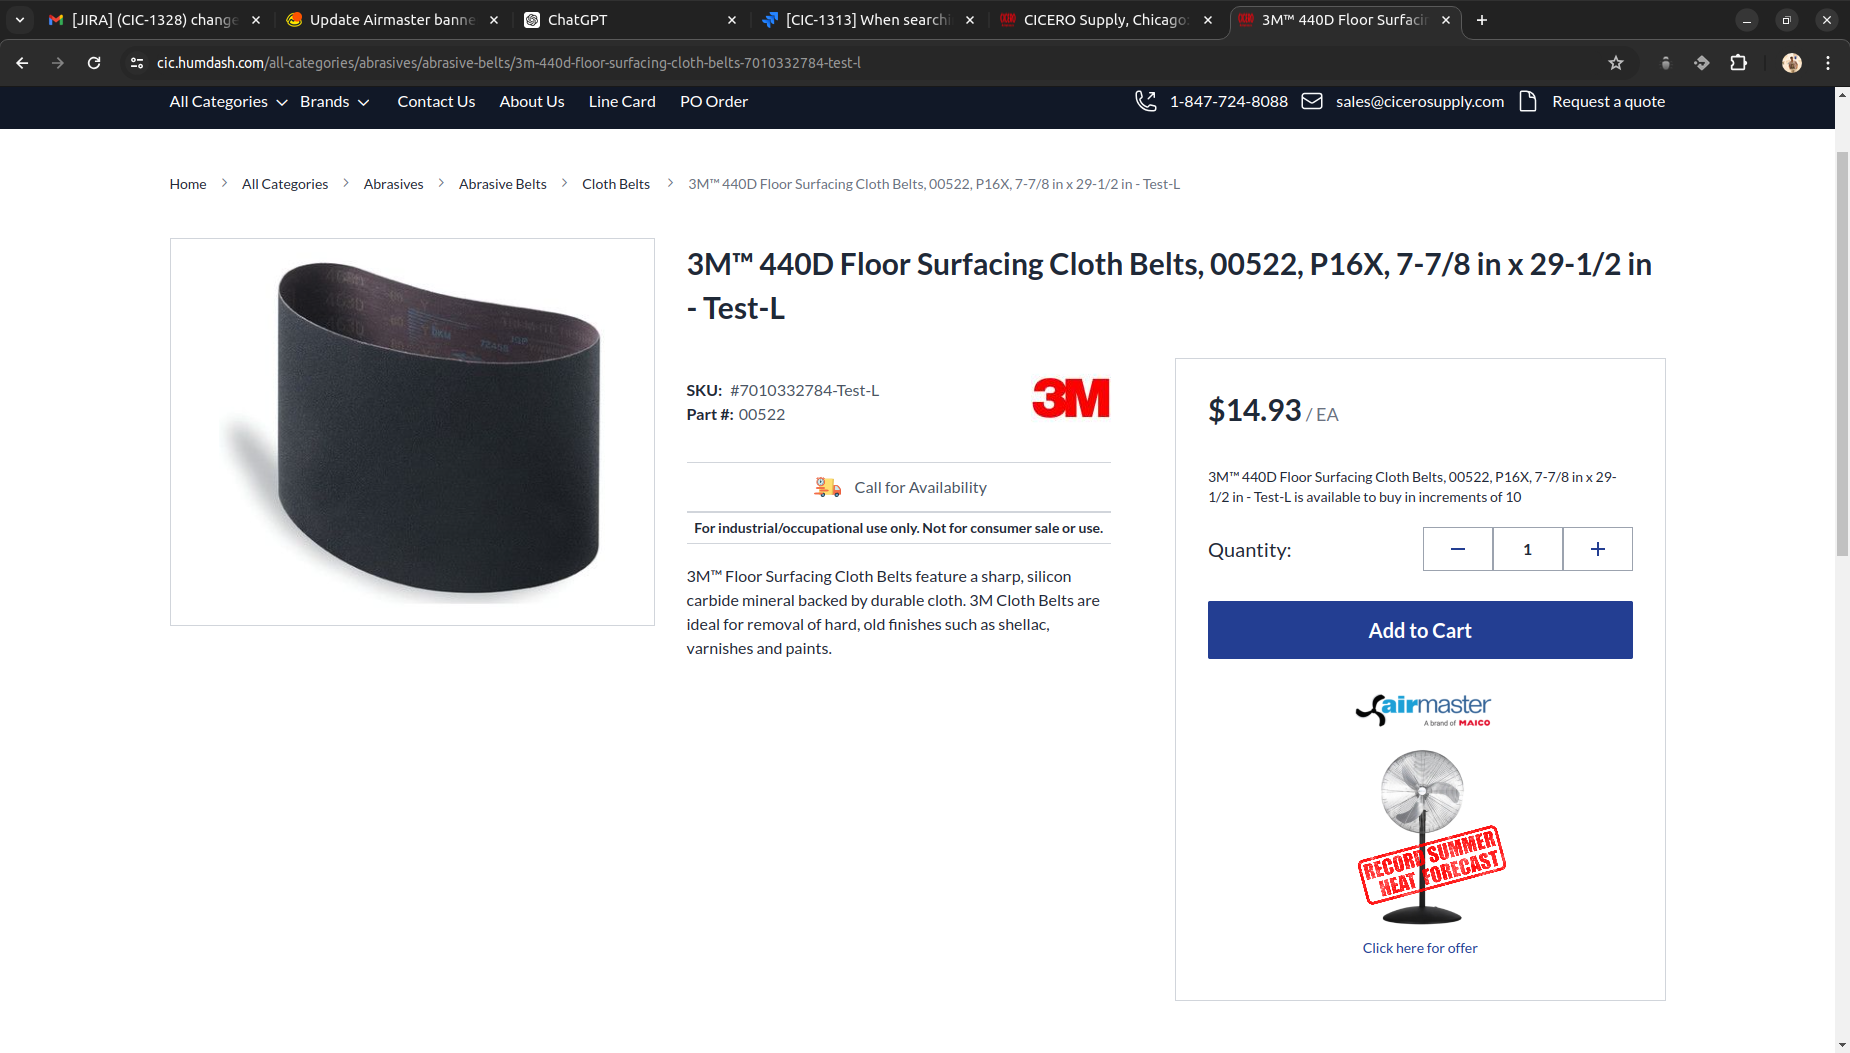 [JIRA] (CIC-1328) change
Update Airmaster banne
ChatGPT
[CIC-1313] When searchi
CICERO Supply, Chicago:
3M™ 440D Floor Surfacin
cic.humdash.com/all-categories/abrasives/abrasive-belts/3m-440d-floor-surfacing-cloth-belts-7010332784-test-l
All Categories
Brands
Contact Us
About Us
Line Card
PO Order
1-847-724-8088
sales@cicerosupply.com
Request a quote
Home
All Categories
Abrasives
Abrasive Belts
Cloth Belts
3M™ 440D Floor Surfacing Cloth Belts, 00522, P16X, 7-7/8 in x 29-1/2 in - Test-L
3M™ 440D Floor Surfacing Cloth Belts, 00522, P16X, 7-7/8 in x 29-1/2 in
- Test-L
SKU: #7010332784-Test-L
Part #: 00522
3M
Call for Availability
For industrial/occupational use only. Not for consumer sale or use.
3M™ Floor Surfacing Cloth Belts feature a sharp, silicon
carbide mineral backed by durable cloth. 3M Cloth Belts are
ideal for removal of hard, old finishes such as shellac,
varnishes and paints.
$14.93 / EA
3M™ 440D Floor Surfacing Cloth Belts, 00522, P16X, 7-7/8 in x 29-
1/2 in - Test-L is available to buy in increments of 10
Quantity:
1
Add to Cart
airmaster
A brand of MAICO
RECORD SUMMER
HEAT FORECAST
Click here for offer